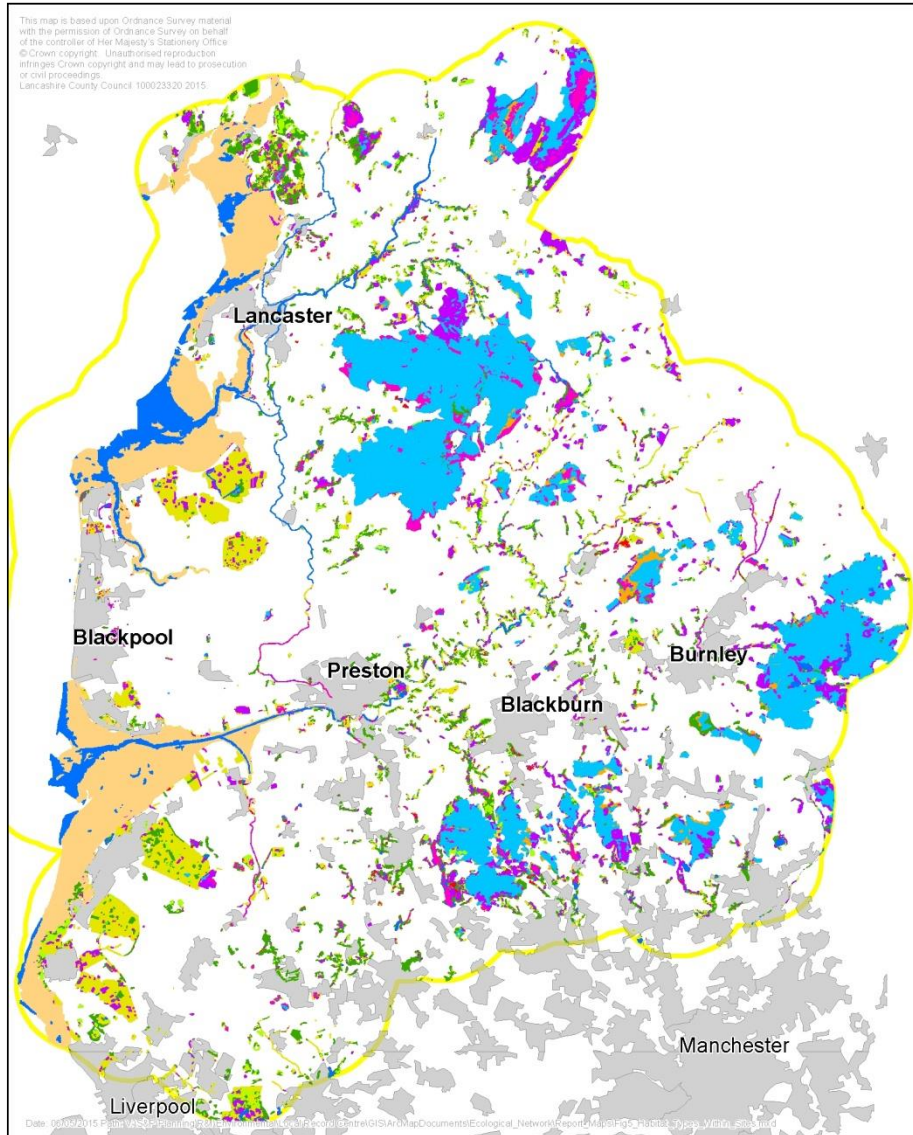 This map is based upon Ordnance Survey material
with the permission of Ordnance Survey on behalf
of the controller of Her Majesty's Stationery Office
© Crown copyright. Unauthorised reproduction
infringes Crown copyright and may lead to prosecution
or civil proceedings.
Lancashire County Council 100023320 2015
Lancaster
Blackpool
Preston
Burnley
Blackburn
Manchester
Liverpool